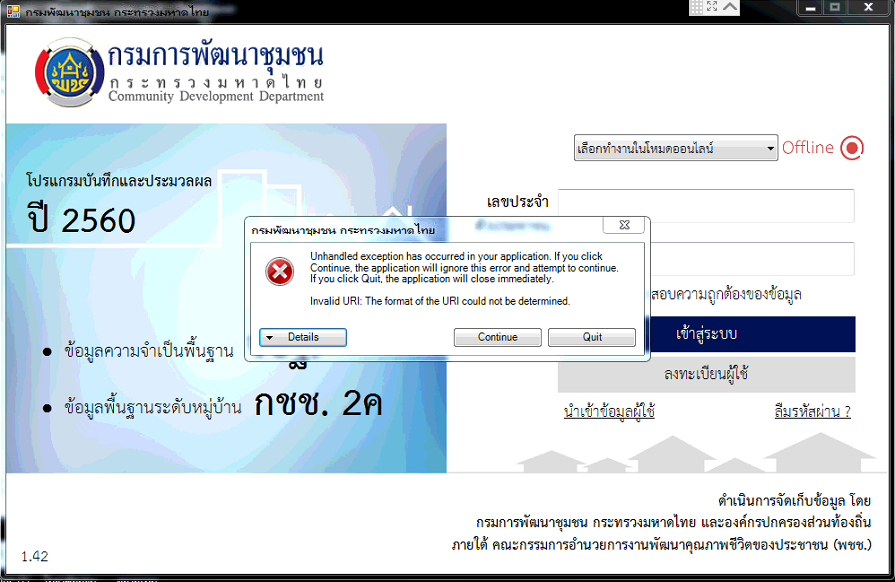 กรมการพัฒนาชุมชน กระทรวงมหาดไทย
กรมการพัฒนาชุมชน
กระทรวงมหาดไทย
Community Development Department
เลือกทำงานในโหมดออนไลน์
Offline
โปรแกรมบันทึกและประมวลผล
ปี 2560
เลขประจำ
กรมพัฒนาชุมชน กระทรวงมหาดไทย
Unhandled exception has occurred in your application. If you click
Continue, the application will ignore this error and attempt to continue.
If you click Quit, the application will close immediately.
Invalid URI: The format of the URI could not be determined.
Details
Continue
Quit
สอบความถูกต้องของข้อมูล
เข้าสู่ระบบ
ลงทะเบียนผู้ใช้
นำเข้าข้อมูลผู้ใช้
ลืมรหัสผ่าน ?
• ข้อมูลความจำเป็นพื้นฐาน
• ข้อมูลพื้นฐานระดับหมู่บ้าน กชช. 2ค
ดำเนินการจัดเก็บข้อมูล โดย
กรมการพัฒนาชุมชน กระทรวงมหาดไทย และองค์กรปกครองส่วนท้องถิ่น
ภายใต้ คณะกรรมการอำนวยการงานพัฒนาคุณภาพชีวิตของประชาชน (พชช.)
1.42